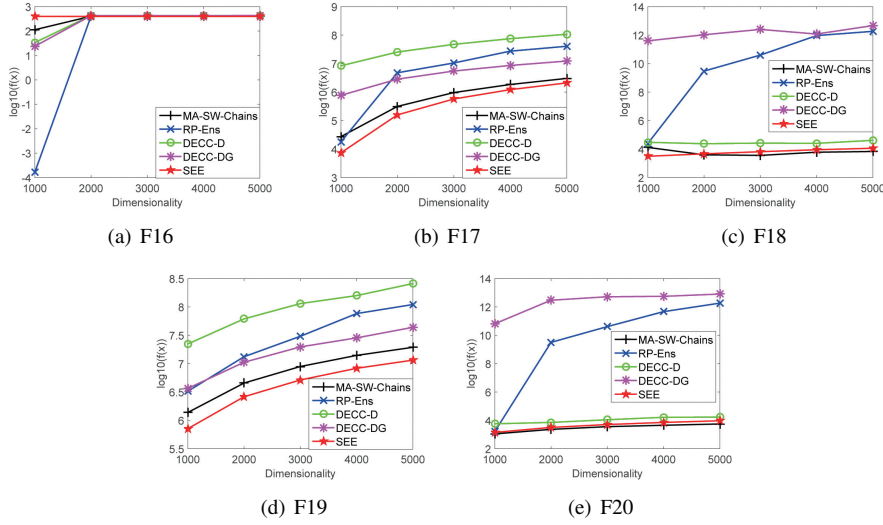 3
2
1
0
-1
-2
-3
-4
log10(f(x))
1000 2000 3000 4000 5000
Dimensionality
MA-SW-Chains
RP-Ens
DECC-D
DECC-DG
SEE
(a) F16
9
8
7
6
5
4
3
log10(f(x))
1000 2000 3000 4000 5000
Dimensionality
MA-SW-Chains
RP-Ens
DECC-D
DECC-DG
SEE
(b) F17
14
12
10
8
6
4
2
log10(f(x))
1000 2000 3000 4000 5000
Dimensionality
MA-SW-Chains
RP-Ens
DECC-D
DECC-DG
SEE
(c) F18
8.5
8
7.5
7
6.5
6
5.5
log10(f(x))
1000 2000 3000 4000 5000
Dimensionality
MA-SW-Chains
RP-Ens
DECC-D
DECC-DG
SEE
(d) F19
14
12
10
8
6
4
2
log10(f(x))
1000 2000 3000 4000 5000
Dimensionality
MA-SW-Chains
RP-Ens
DECC-D
DECC-DG
SEE
(e) F20